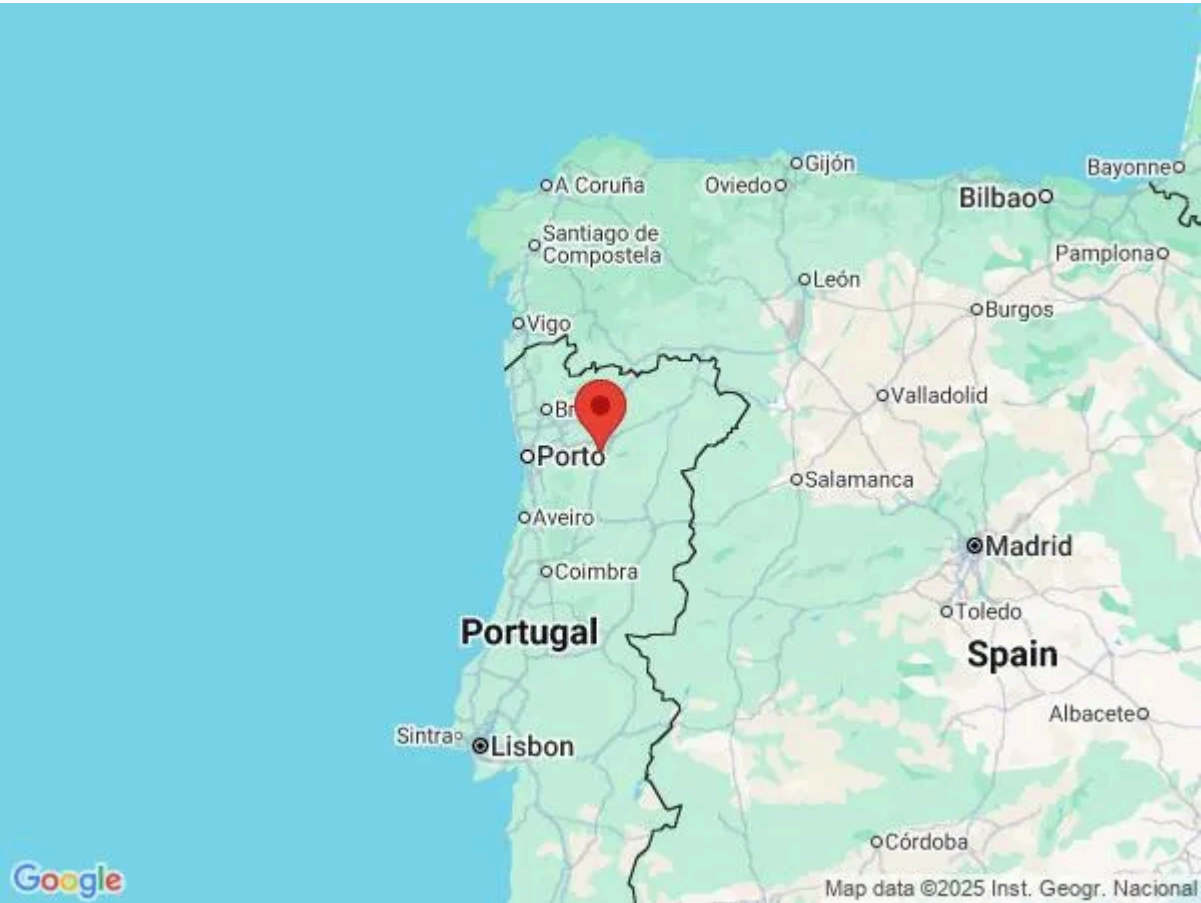 Gijón
Bayonne
A Coruña
Oviedo
Bilbao
Santiago de
Compostela
Pamplona
León
Burgos
Vigo
Valladolid
Porto
Salamanca
Aveiro
Madrid
Coimbra
Toledo
Portugal
Spain
Albacete
Sintra
Lisbon
Córdoba
Google
Map data ©2025 Inst. Geogr. Nacional